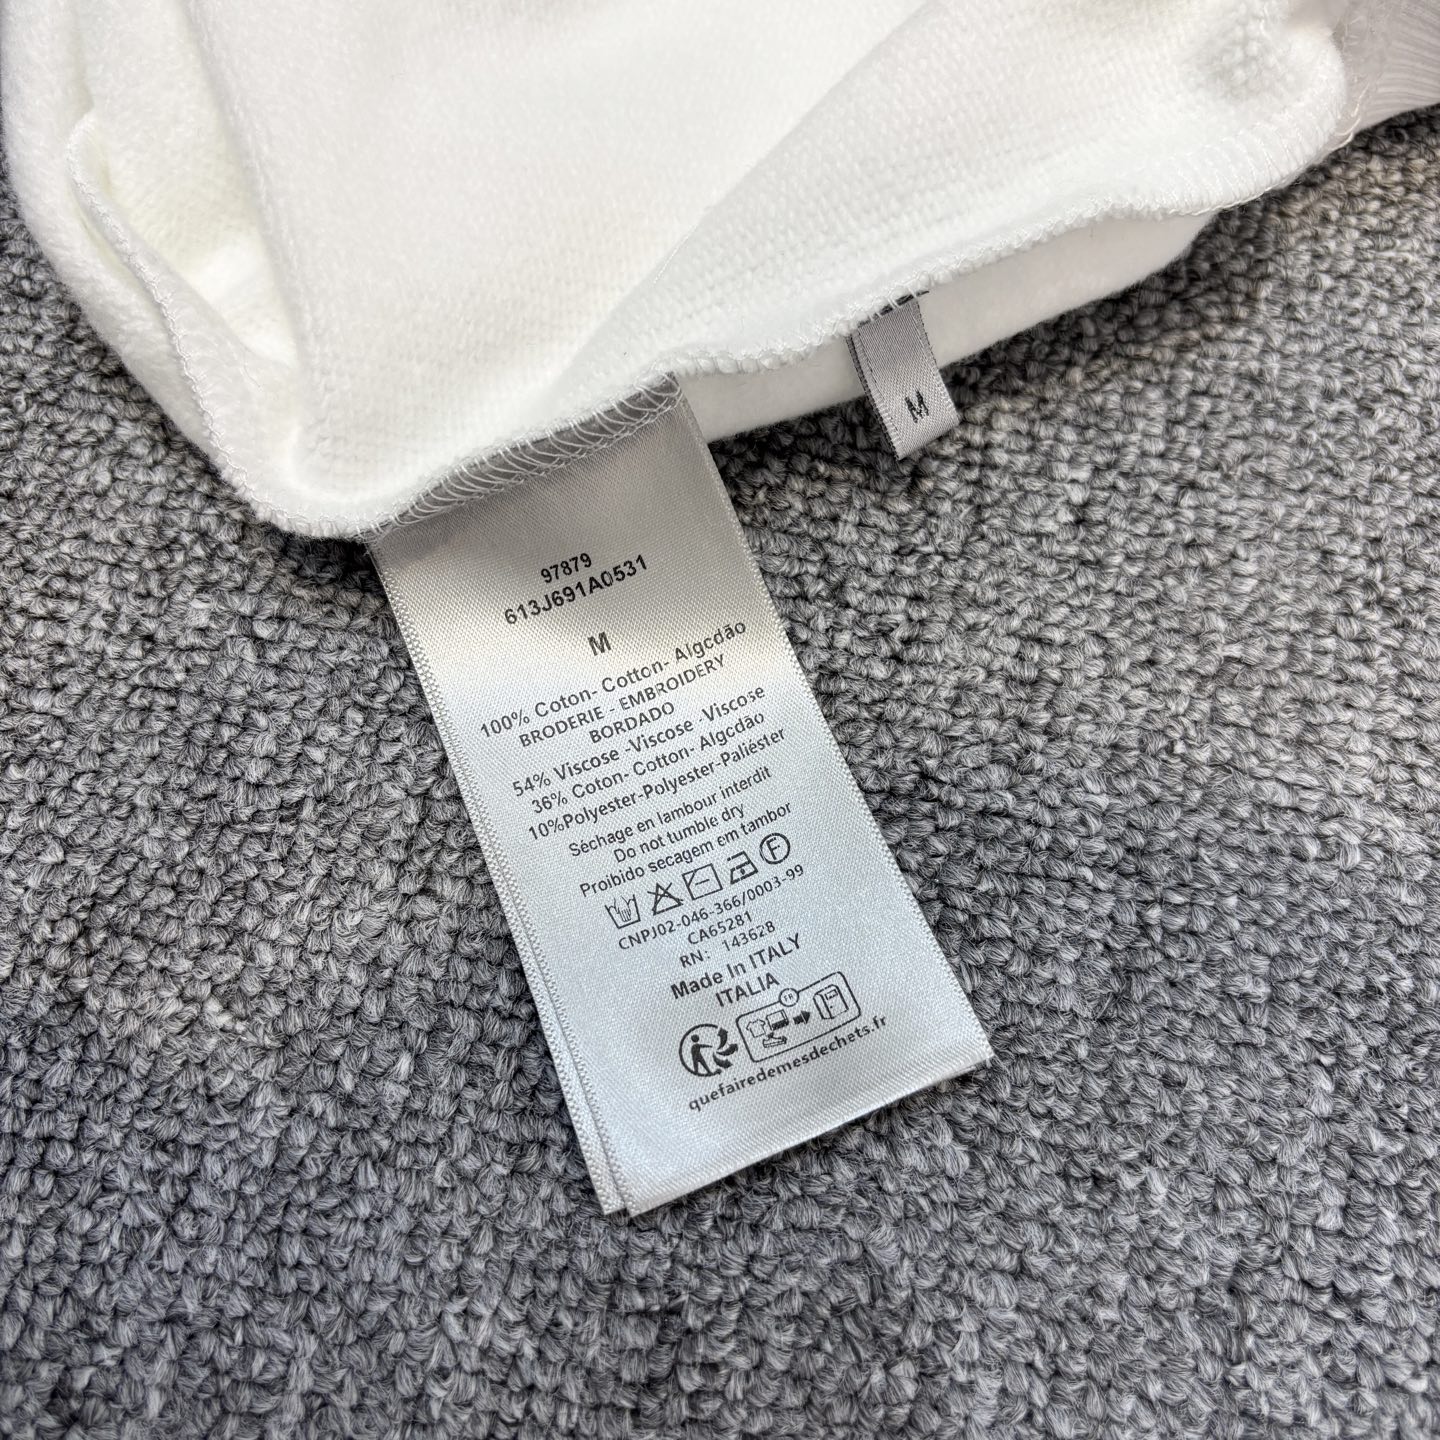 M
97879
613J691A0531
M
100% Coton- Cotton- Algcdão
BRODERIE - EMBROIDERY
BORDADO
54% Viscose -Viscose -Viscose
36% Coton- Cotton- Algcdão
10%Polyester-Polyester-Paliéster
Séchage en lambour interdit
Do not tumble dry
Proibido secagem em tambor
F
CNPJ02-046-366/0003-99
CA65281
RN: 143628
Made In ITALY
ITALIA
FR
quefairedemesdechets.fr